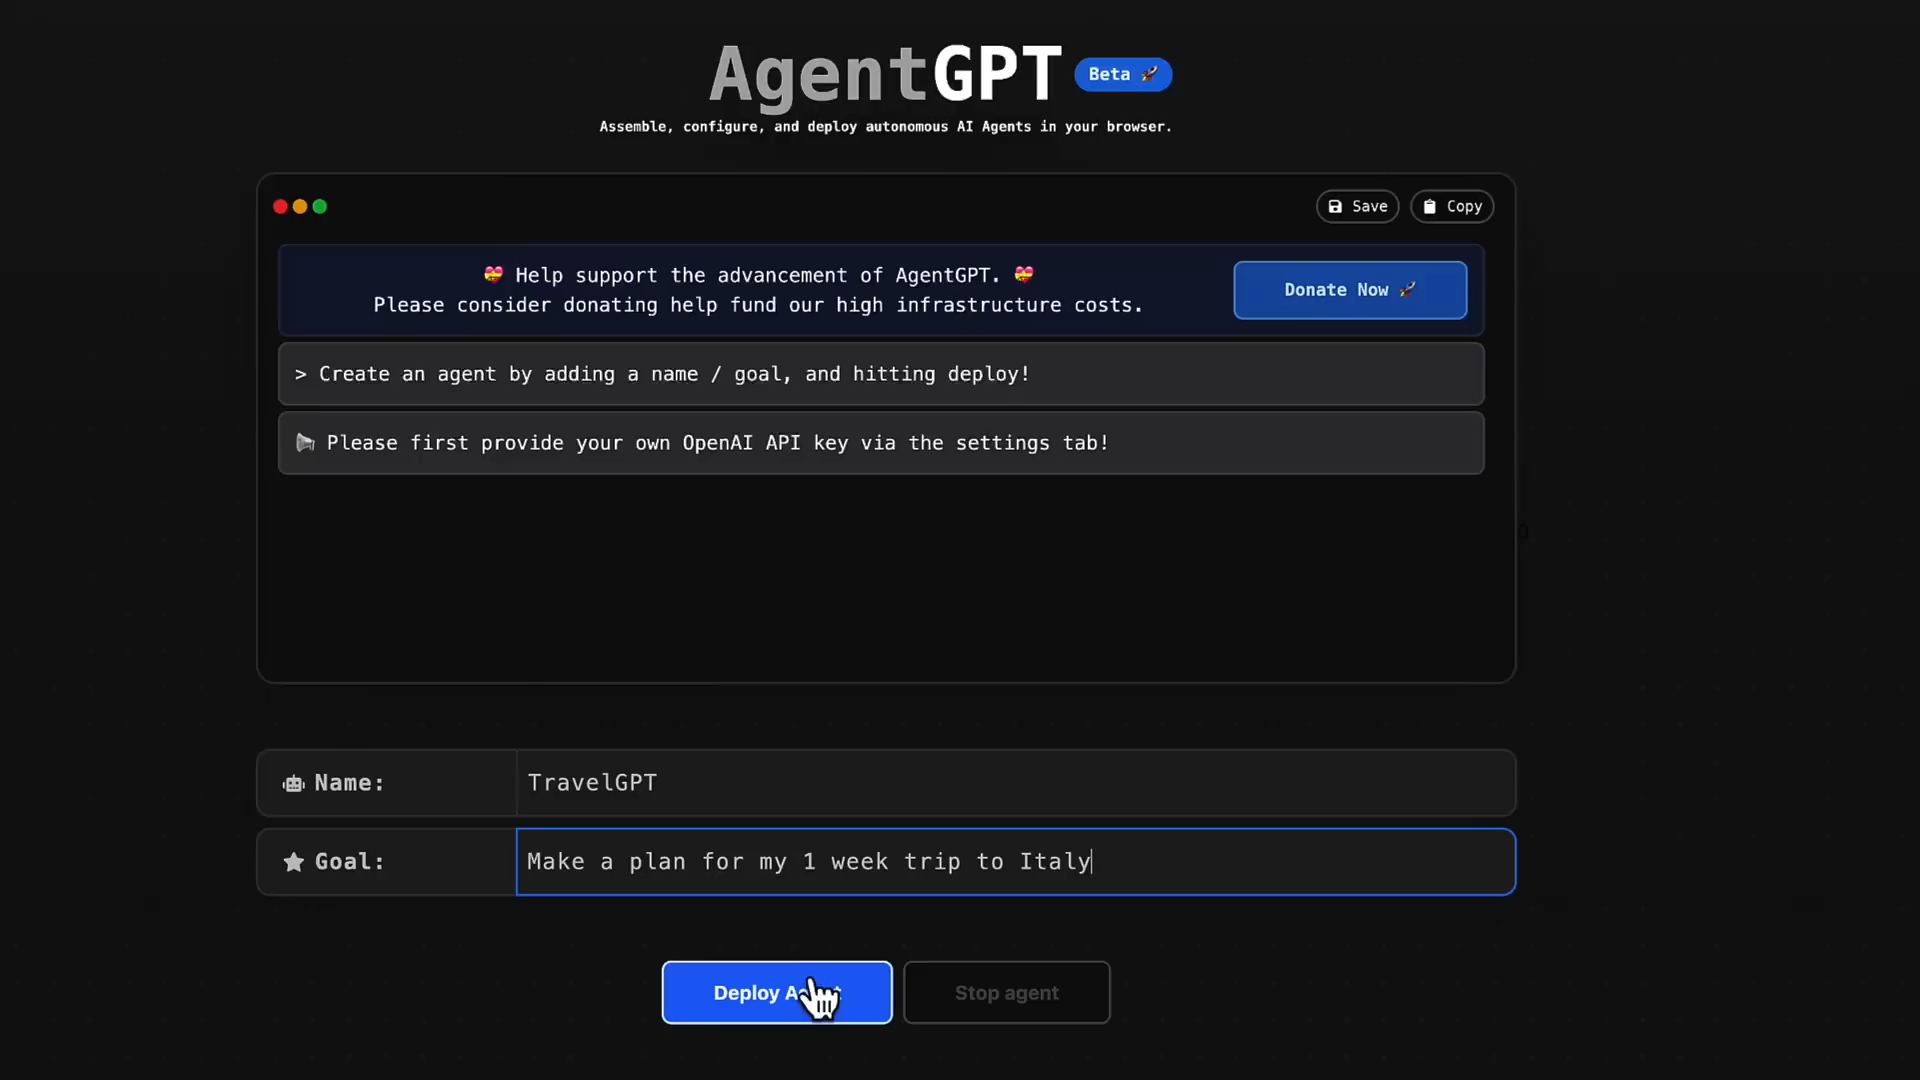 AgentGPT Beta 🚀
Assemble, configure, and deploy autonomous AI Agents in your browser.
Save Copy
💝 Help support the advancement of AgentGPT. 💝
Please consider donating help fund our high infrastructure costs.
Donate Now 🚀
> Create an agent by adding a name / goal, and hitting deploy!
📢 Please first provide your own OpenAI API key via the settings tab!
Name: TravelGPT
Goal: Make a plan for my 1 week trip to Italy
Deploy Agent Stop agent